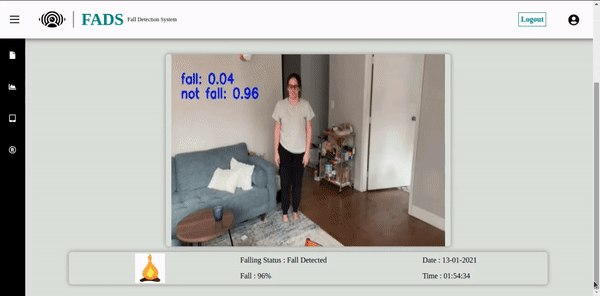 FADS Fall Detection System Logout
fall: 0.04
not fall: 0.96
Falling Status : Fall Detected Date : 13-01-2021
Fall : 96% Time : 01:54:34